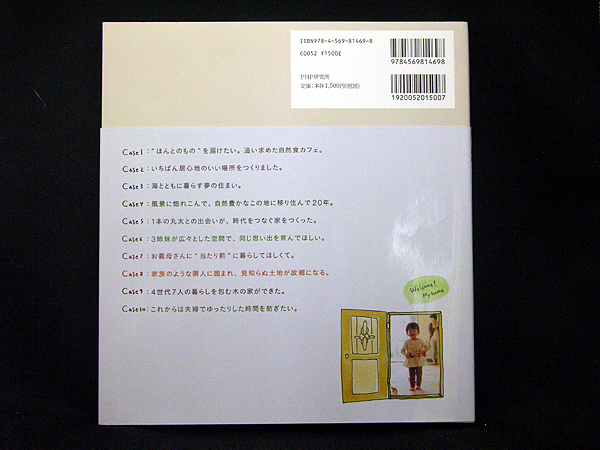 ISBN978-4-569-81469-8
C0052 ¥1500E
PHP研究所
定価:本体1,500円(税別)
9784569814698
1920052015007
Case1:"ほんとのもの"を届けたい。追い求めた自然食カフェ。
Case2:いちばん居心地のいい場所をつくりました。
Case3:海とともに暮らす夢の住まい。
Case4:風景に惚れこんで、自然豊かなこの地に移り住んで20年。
Case5:1本の丸太との出会いが、時代をつなぐ家をつくった。
Case6:3姉妹が広々とした空間で、同じ思い出を育んでほしい。
Case7:お義母さんに"当たり前"に暮らしてほしくて。
Case8:家族のような隣人に囲まれ、見知らぬ土地が故郷になる。
Case9:4世代7人の暮らしを包む木の家ができた。
Case10:これからは夫婦でゆったりした時間を紡ぎたい。
Welcome!
My home